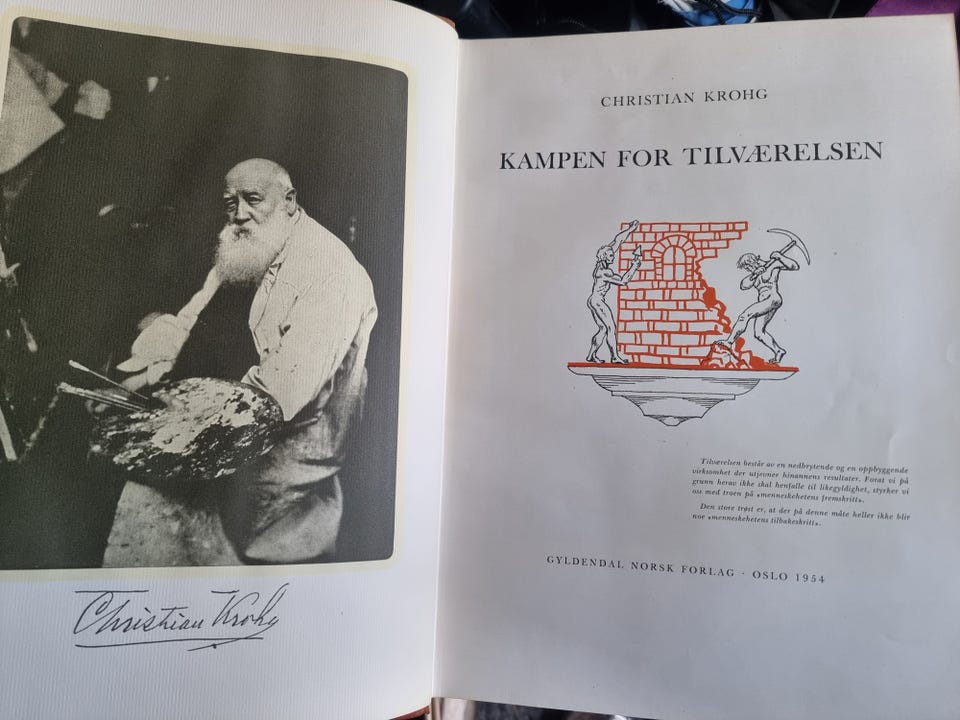 Christian Krohg
CHRISTIAN KROHG
KAMPEN FOR TILVÆRELSEN
Tilværelsen består av en nedbrytende og en oppbyggende
virksomhet der utjevner hinannens resultater. Forat vi på
grunn herav ikke skal henfalle til likegyldighet, styrker vi
oss med troen på «menneskehetens fremskritt».
Den store trøst er, at der på denne måte heller ikke blir
noe «menneskehetens tilbakeskritt».
GYLDENDAL NORSK FORLAG · OSLO 1954